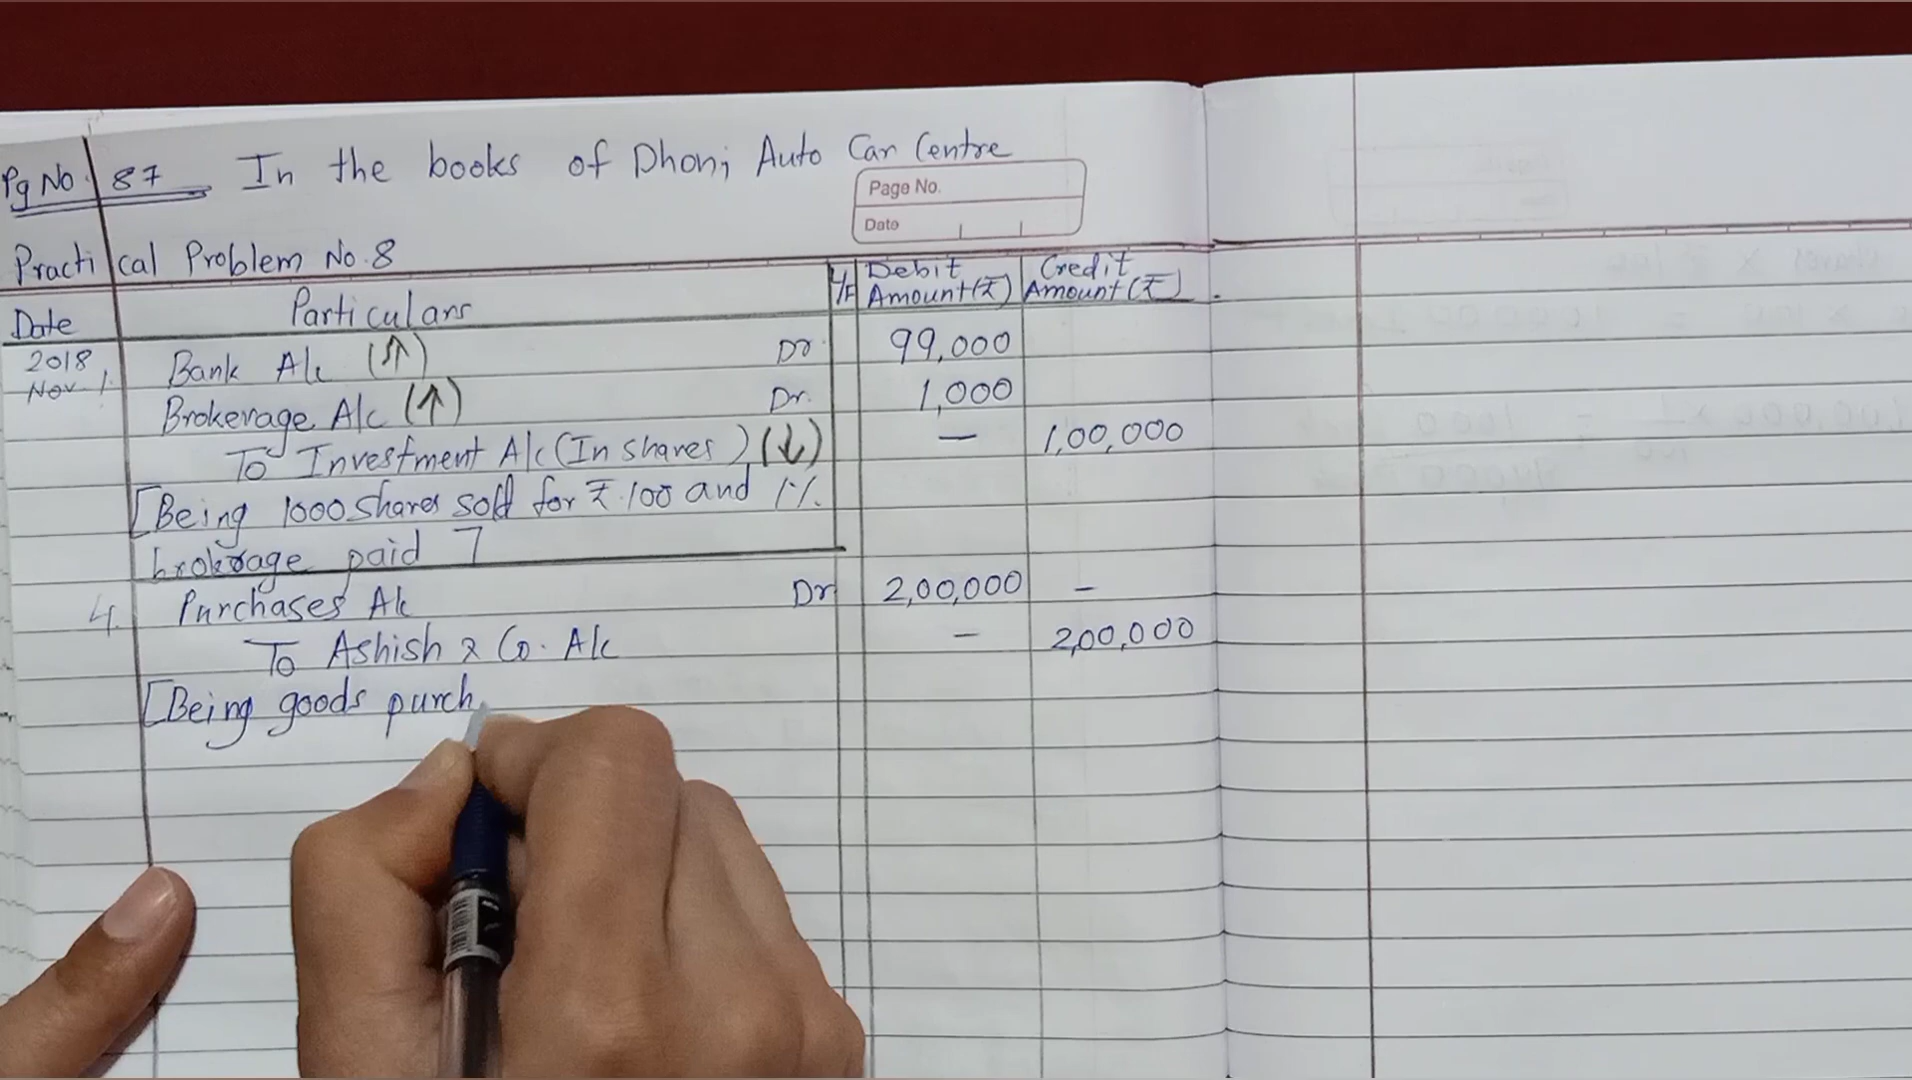 Pg No. 87 In the books of Dhoni Auto Car Centre
Page No.
Date
Practical Problem No. 8
Date Particulars L/F Debit Amount (₹) Credit Amount (₹)
2018 Nov 1 Bank A/c (↑) Dr 99,000
Brokerage A/c (↑) Dr. 1,000
To Investment A/c (In shares) (↓) — 1,00,000
[Being 1000 shares sold for ₹.100 and 1%
brokrage paid ]
4. Purchases A/c Dr 2,00,000 -
To Ashish & Co. A/c - 2,00,000
[Being goods purch